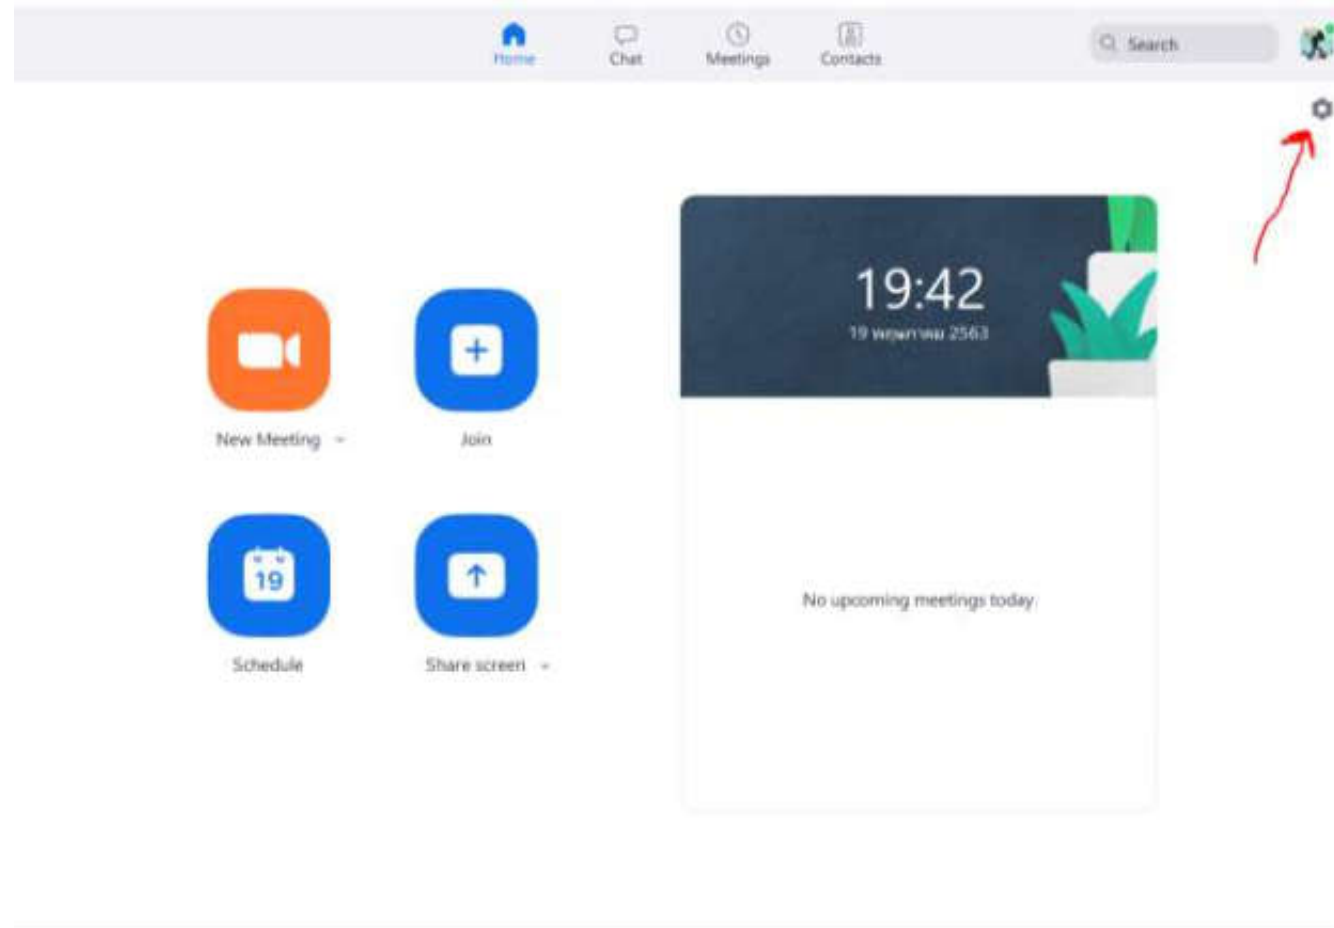 Home
Chat
Meetings
Contacts
Search
19:42
19 พฤษภาคม 2563
New Meeting
Join
19
Schedule
Share screen
No upcoming meetings today